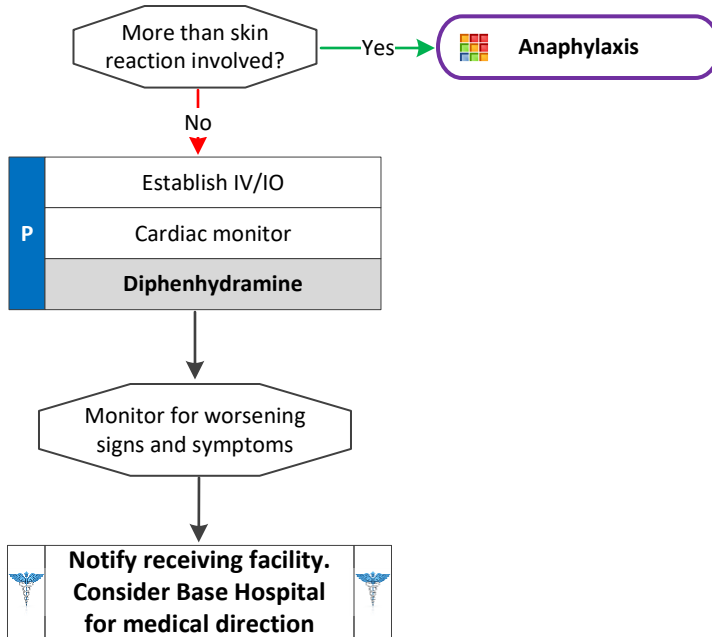 More than skin
reaction involved?
Yes
Anaphylaxis
No
P
Establish IV/IO
Cardiac monitor
Diphenhydramine
Monitor for worsening
signs and symptoms
Notify receiving facility.
Consider Base Hospital
for medical direction